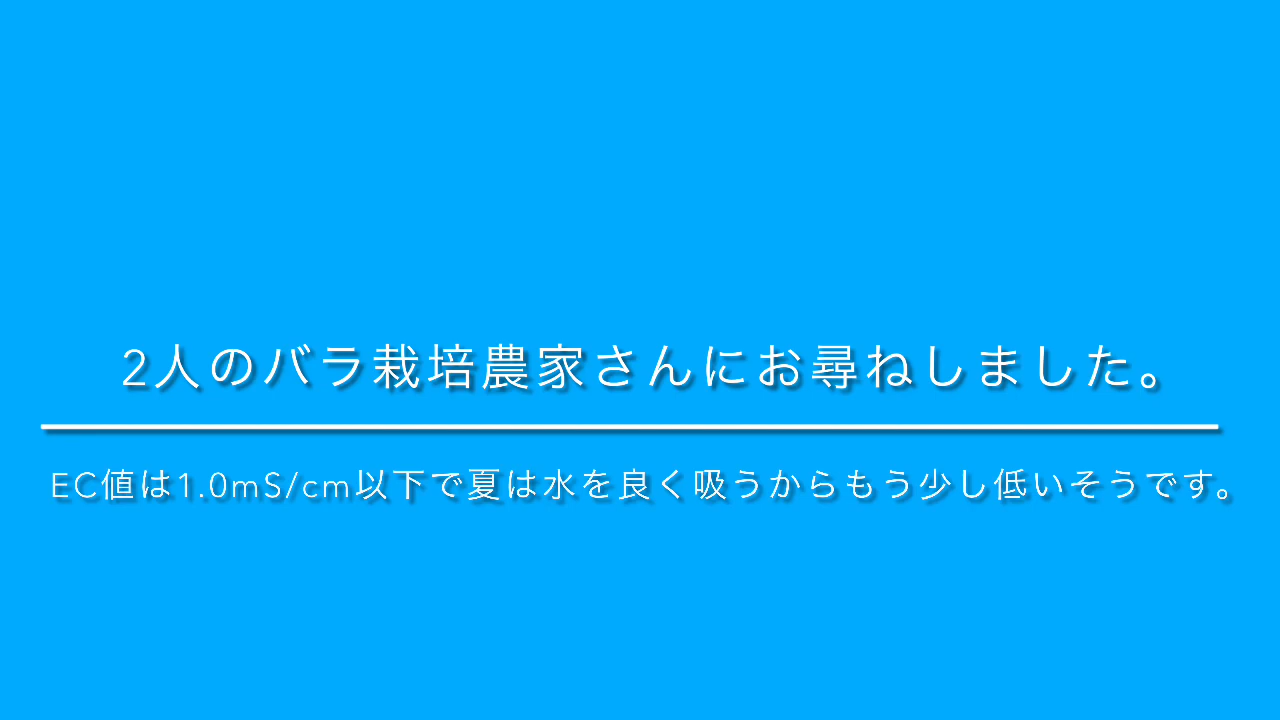 2人のバラ栽培農家さんにお尋ねしました。
EC値は1.0mS/cm以下で夏は水を良く吸うからもう少し低いそうです。